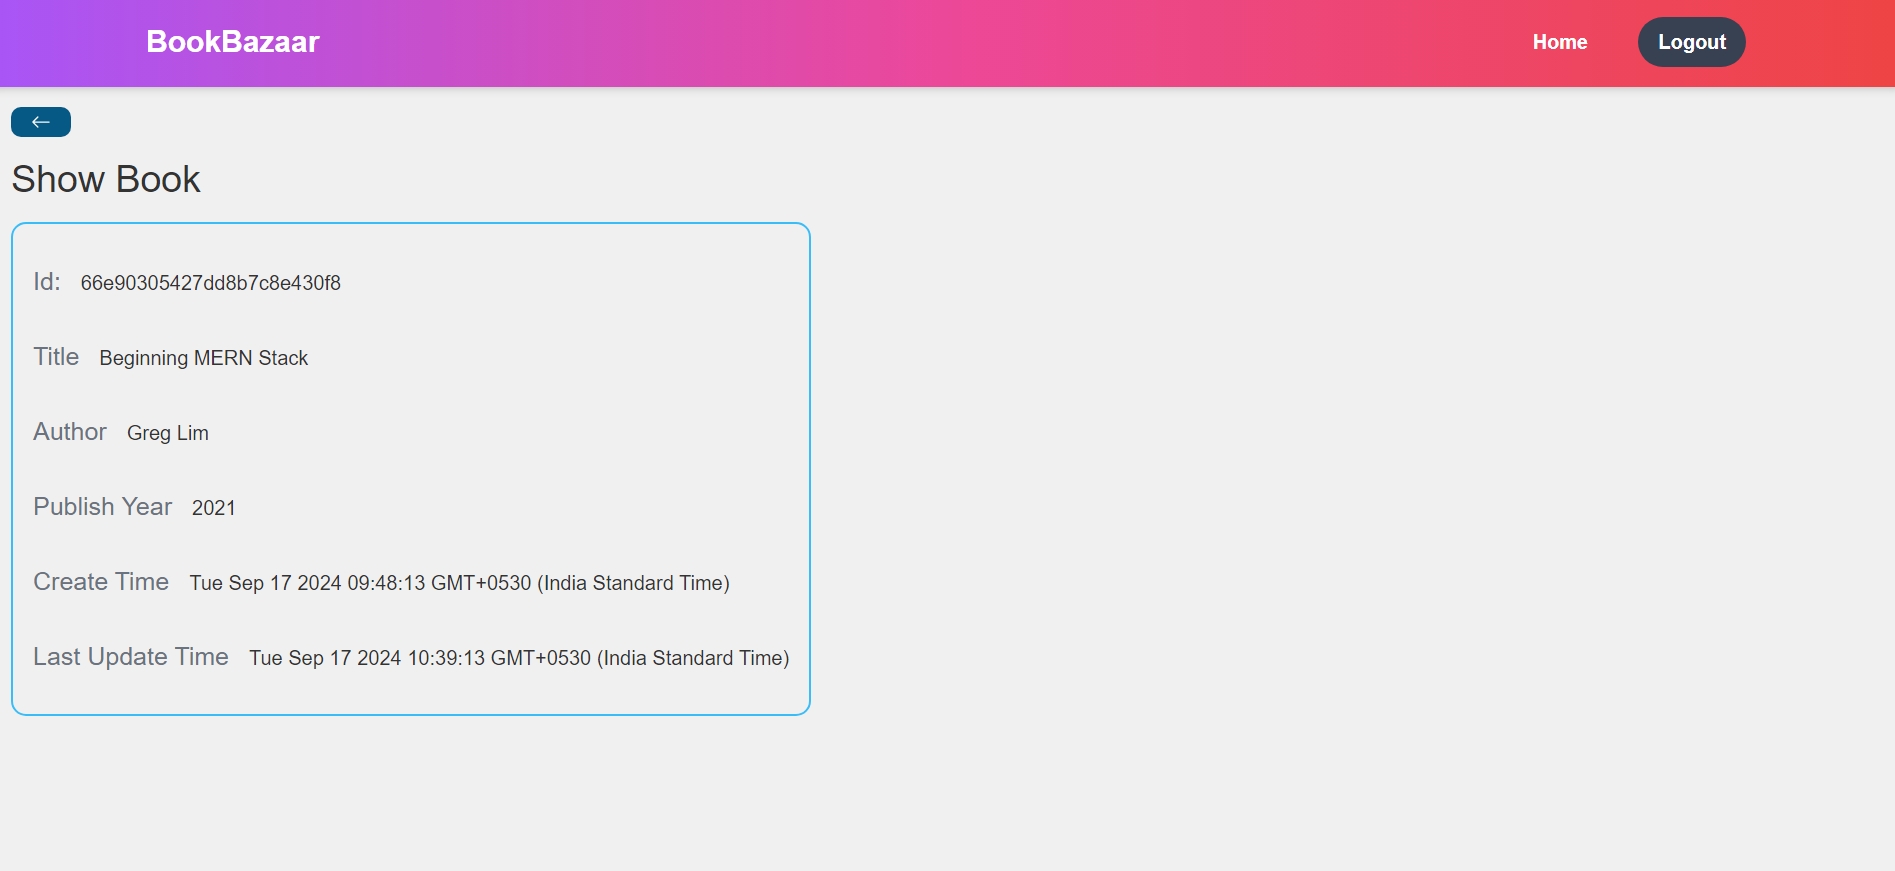 BookBazaar Home Logout
←
Show Book
Id: 66e90305427dd8b7c8e430f8
Title Beginning MERN Stack
Author Greg Lim
Publish Year 2021
Create Time Tue Sep 17 2024 09:48:13 GMT+0530 (India Standard Time)
Last Update Time Tue Sep 17 2024 10:39:13 GMT+0530 (India Standard Time)